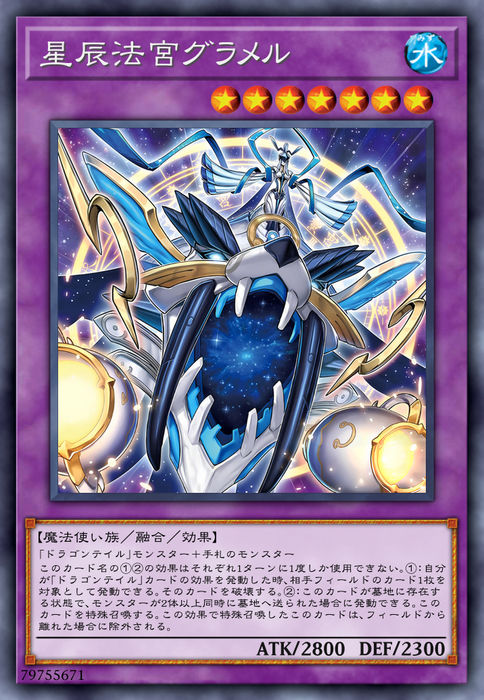 星辰法宮グラメル
みず
水
【魔法使い族/融合/効果】
「ドラゴンテイル」モンスター+手札のモンスター
このカード名の①②の効果はそれぞれ1ターンに1度しか使用できない。①:自分
が「ドラゴンテイル」カードの効果を発動した時、相手フィールドのカード1枚を
対象として発動できる。そのカードを破壊する。②:このカードが墓地に存在す
る状態で、モンスターが2体以上同時に墓地へ送られた場合に発動できる。このカ
ードを特殊召喚する。この効果で特殊召喚したこのカードは、フィールドから
離れた場合に除外される。
ATK/2800 DEF/2300
79755671